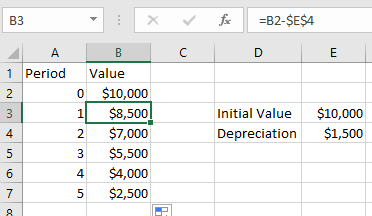 B3 =B2-$E$4
A B C D E
1 Period Value
2 0 $10,000
3 1 $8,500 Initial Value $10,000
4 2 $7,000 Depreciation $1,500
5 3 $5,500
6 4 $4,000
7 5 $2,500
8